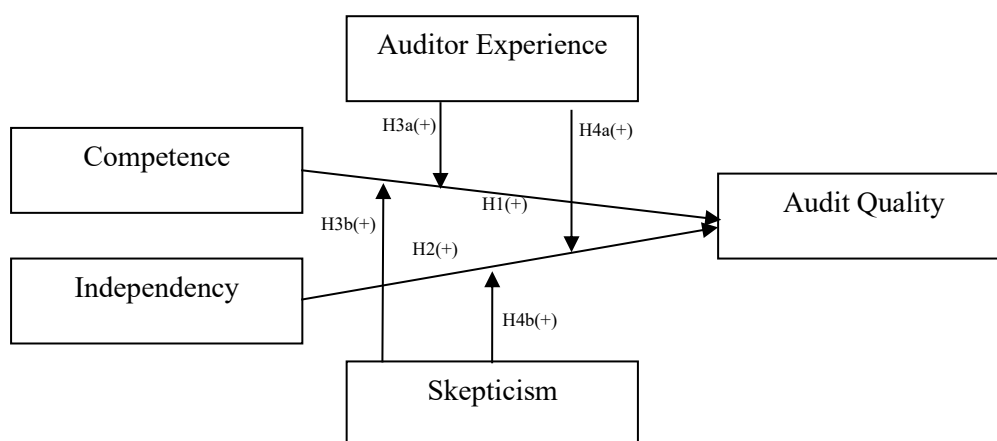 Auditor Experience
H3a(+)
H4a(+)
Competence
Audit Quality
H1(+)
H3b(+)
H2(+)
Independency
H4b(+)
Skepticism